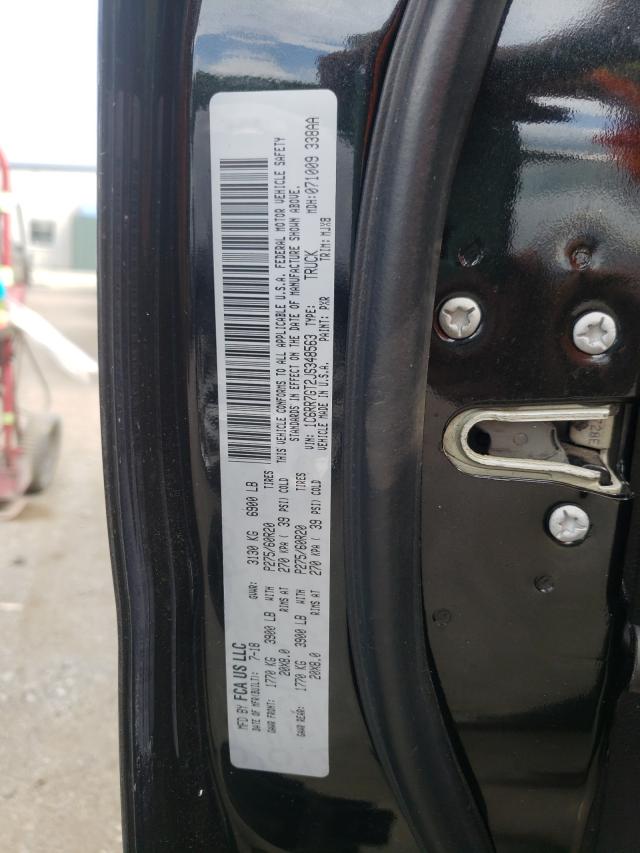 MFD BY FCA US LLC
DATE OF MFR(BUILT): 7-18 GVWR: 3130 KG 6900 LB
GAWR FRONT: 1770 KG 3900 LB WITH P275/60R20 TIRES
20X8.0 RIMS AT 270 KPA ( 39 PSI) COLD
GAWR REAR: 1770 KG 3900 LB WITH P275/60R20 TIRES
20X8.0 RIMS AT 270 KPA ( 39 PSI) COLD
THIS VEHICLE CONFORMS TO ALL APPLICABLE U.S.A. FEDERAL MOTOR VEHICLE SAFETY
STANDARDS IN EFFECT ON THE DATE OF MANUFACTURE SHOWN ABOVE.
VIN: 1C6RR7GT2JS348563 TYPE: TRUCK MDH:071009 338AA
VEHICLE MADE IN U.S.A. PAINT: PXR TRIM: MJX8